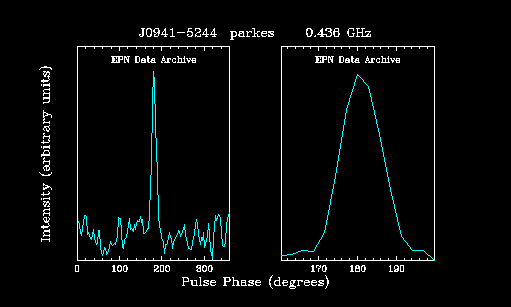 J0941-5244 parkes 0.436 GHz
EPN Data Archive
EPN Data Archive
Intensity (arbitrary units)
0 100 200 300
170 180 190
Pulse Phase (degrees)